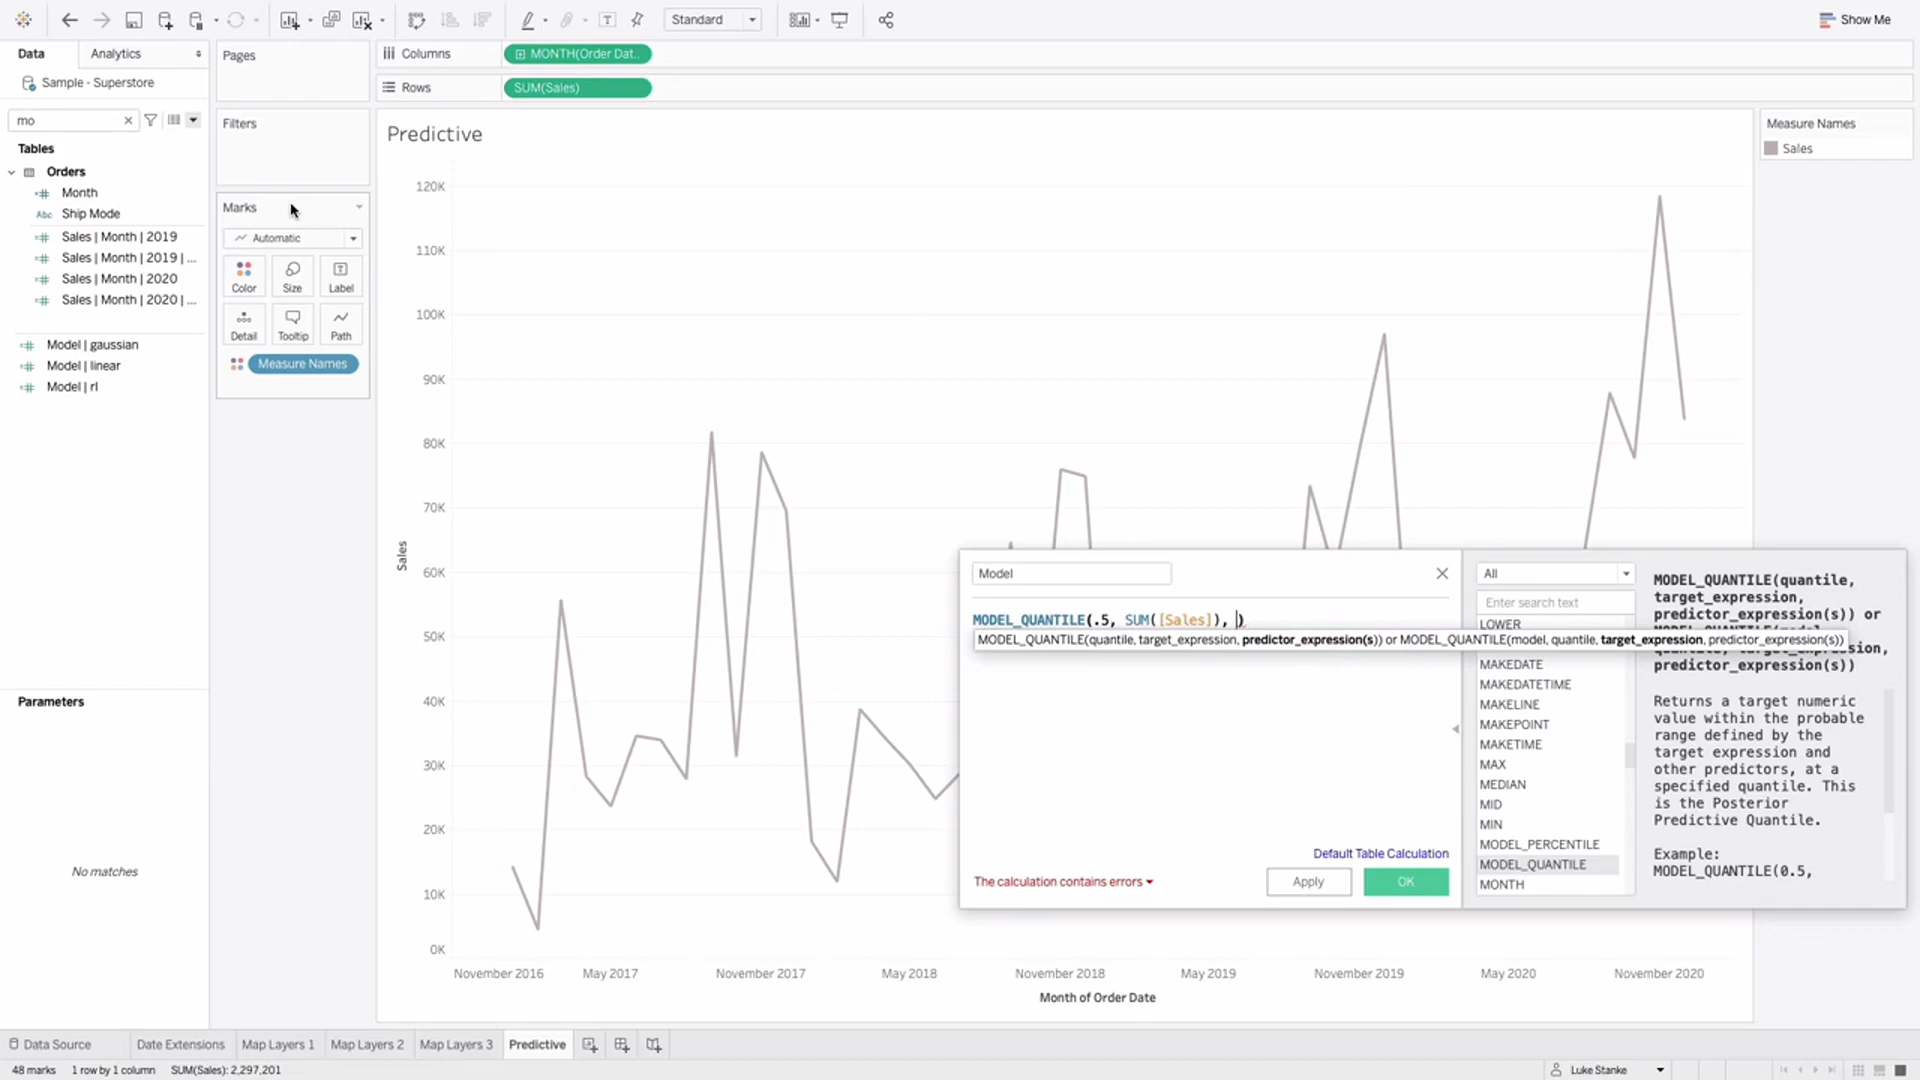 Standard
Show Me
Data
Analytics
Pages
Columns
MONTH(Order Dat..
Sample - Superstore
Rows
SUM(Sales)
mo
Filters
Predictive
Measure Names
Sales
Tables
Orders
Month
Ship Mode
Sales | Month | 2019
Sales | Month | 2019 | ...
Sales | Month | 2020
Sales | Month | 2020 | ...
Model | gaussian
Model | linear
Model | rl
Marks
Automatic
Color
Size
Label
Detail
Tooltip
Path
Measure Names
120K
110K
100K
90K
80K
70K
60K
50K
40K
30K
20K
10K
0K
Sales
November 2016
May 2017
November 2017
May 2018
November 2018
May 2019
November 2019
May 2020
November 2020
Month of Order Date
Model
MODEL_QUANTILE(.5, SUM([Sales]), )
MODEL_QUANTILE(quantile, target_expression, predictor_expression(s)) or MODEL_QUANTILE(model, quantile, target_expression, predictor_expression(s))
Default Table Calculation
The calculation contains errors
Apply
OK
All
Enter search text
LOWER
MAKEDATE
MAKEDATETIME
MAKELINE
MAKEPOINT
MAKETIME
MAX
MEDIAN
MID
MIN
MODEL_PERCENTILE
MODEL_QUANTILE
MONTH
MODEL_QUANTILE(quantile,
target_expression,
predictor_expression(s)) or
predictor_expression(s))
Returns a target numeric
value within the probable
range defined by the
target expression and
other predictors, at a
specified quantile. This
is the Posterior
Predictive Quantile.
Example:
MODEL_QUANTILE(0.5,
Parameters
No matches
Data Source
Date Extensions
Map Layers 1
Map Layers 2
Map Layers 3
Predictive
48 marks
1 row by 1 column
SUM(Sales): 2,297,201
Luke Stanke